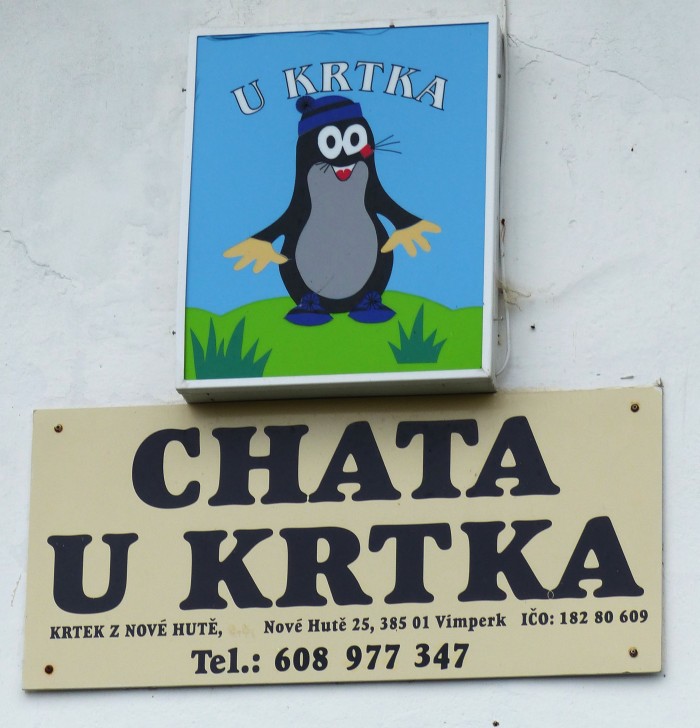 U KRTKA
CHATA
U KRTKA
KRTEK Z NOVÉ HUTĚ, Nové Hutě 25, 385 01 Vimperk IČO: 182 80 609
Tel.: 608 977 347